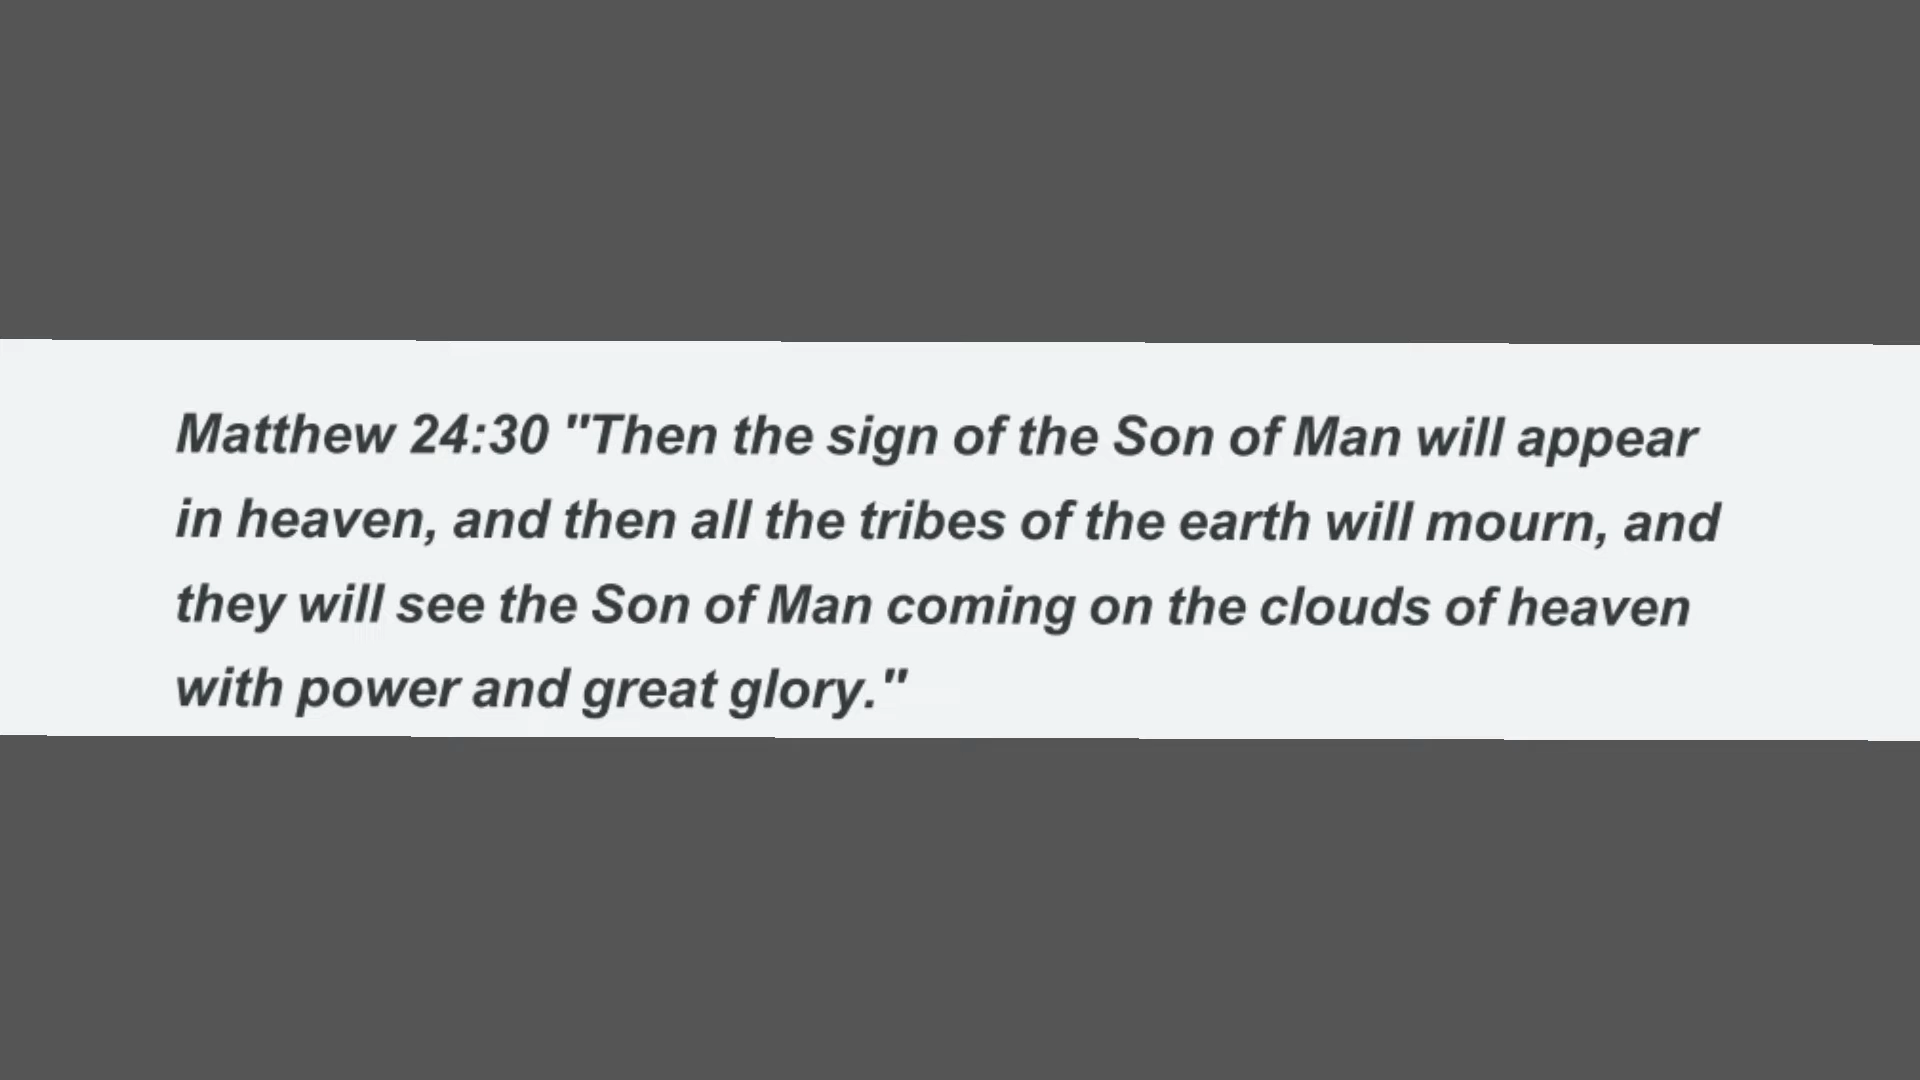 Matthew 24:30 "Then the sign of the Son of Man will appear
in heaven, and then all the tribes of the earth will mourn, and
they will see the Son of Man coming on the clouds of heaven
with power and great glory."